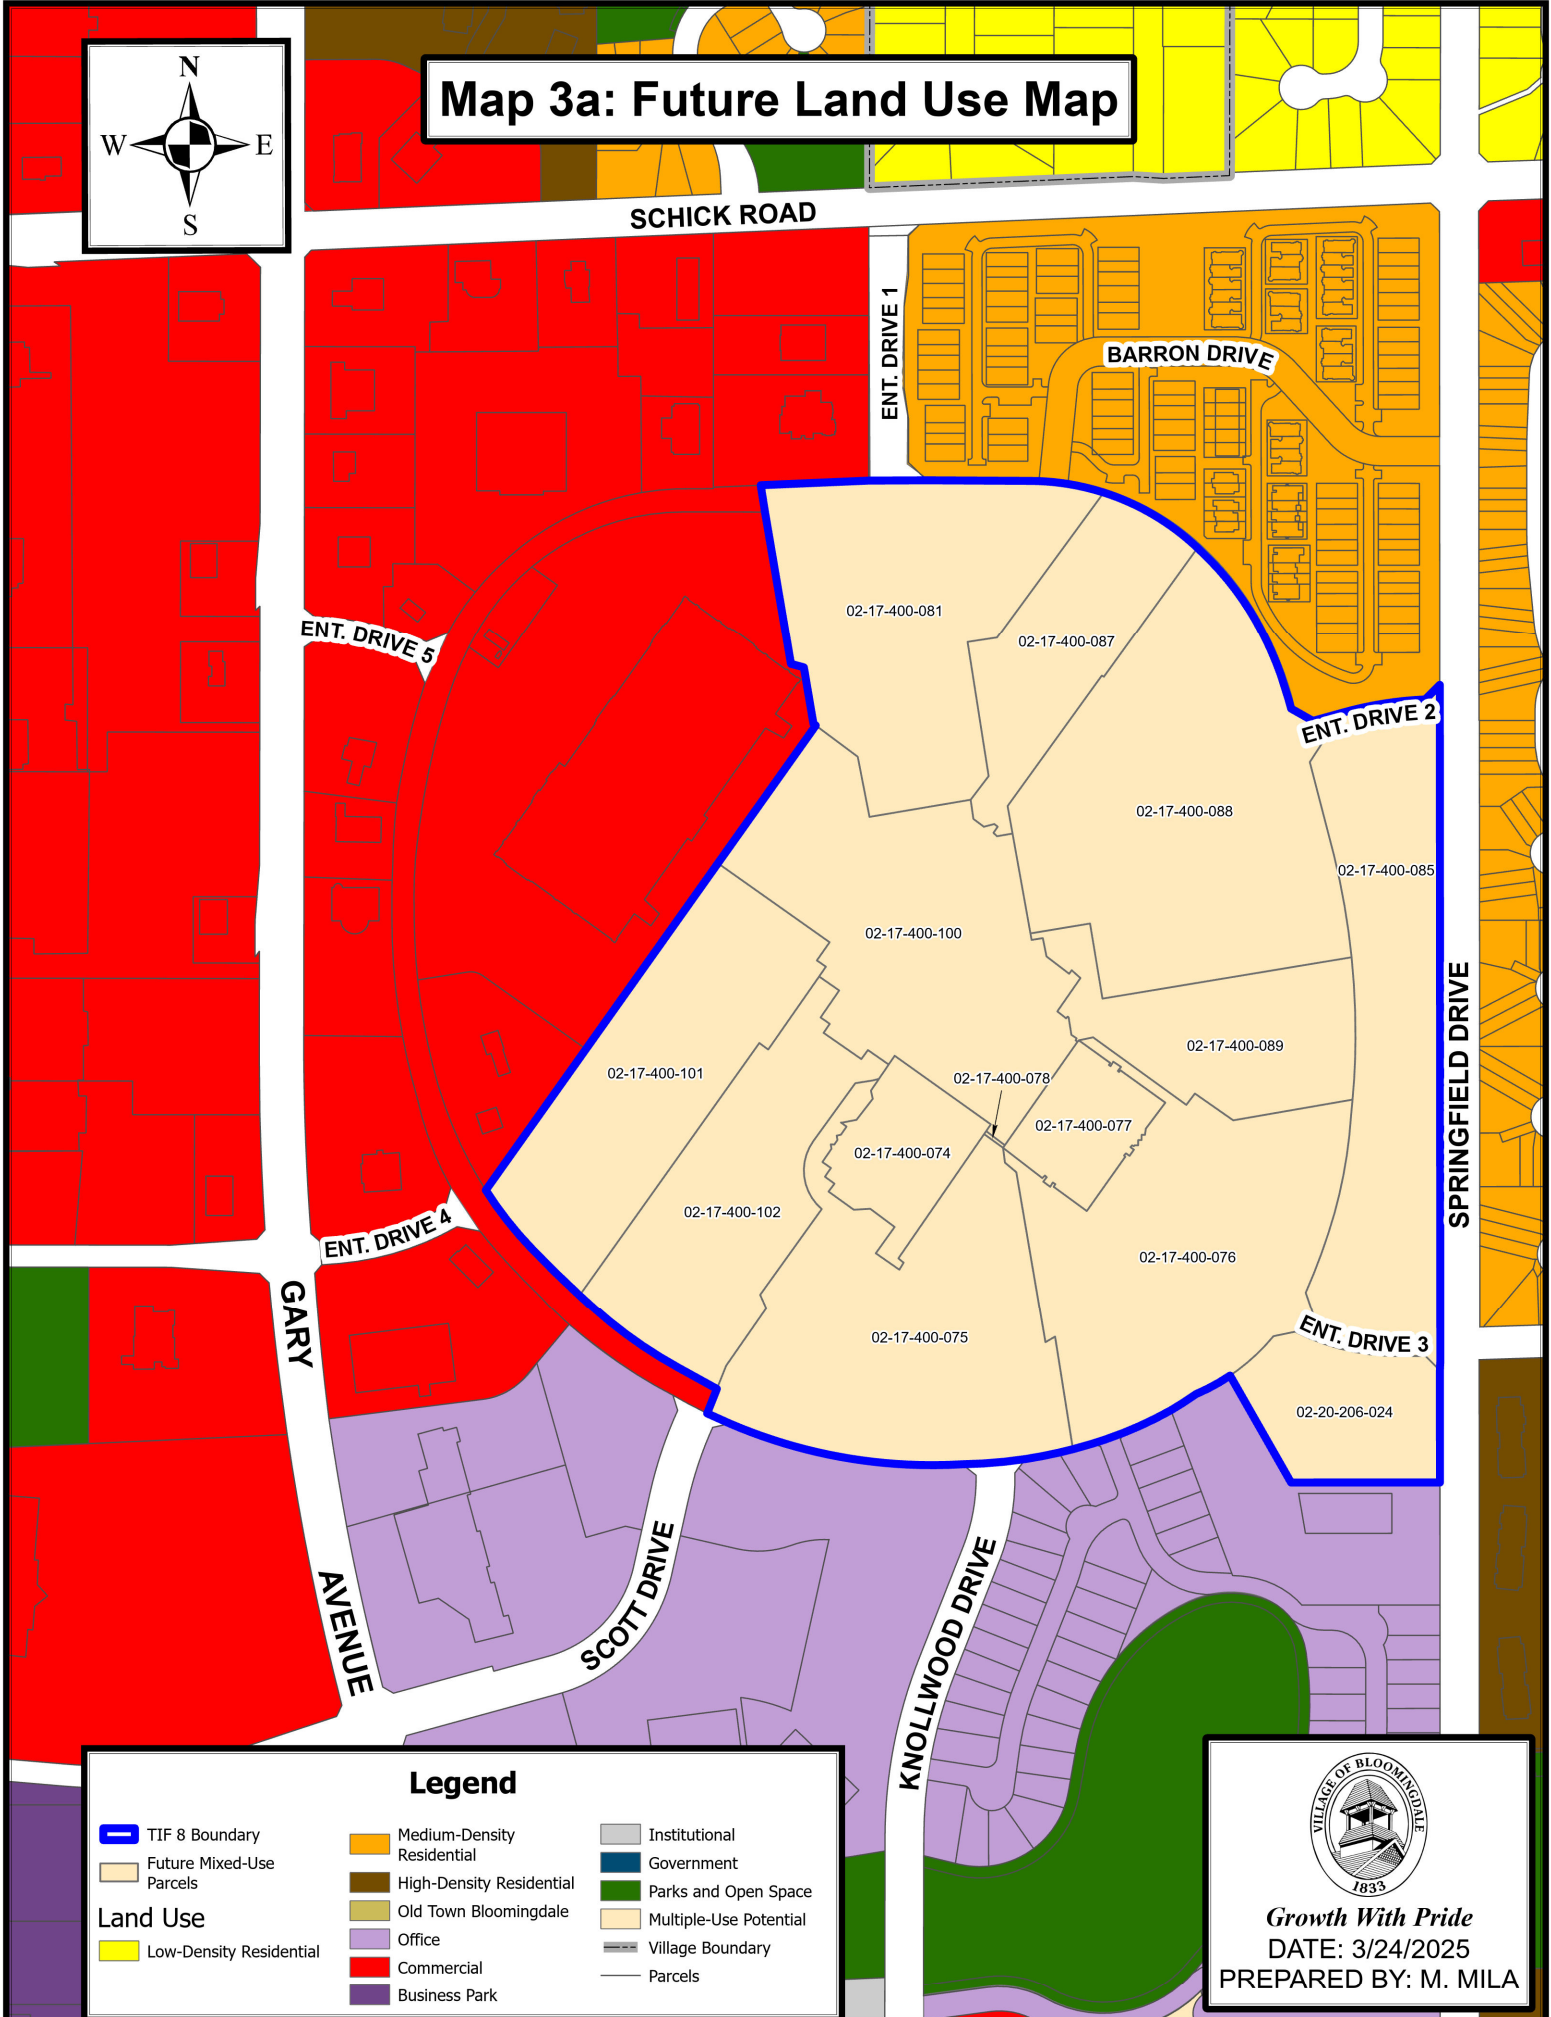 N
W E
S
Map 3a: Future Land Use Map
SCHICK ROAD
ENT. DRIVE 1
BARRON DRIVE
02-17-400-081
02-17-400-087
ENT. DRIVE 5
ENT. DRIVE 2
02-17-400-088
02-17-400-085
02-17-400-100
SPRINGFIELD DRIVE
02-17-400-089
02-17-400-101
02-17-400-078
02-17-400-077
02-17-400-074
02-17-400-102
ENT. DRIVE 4
02-17-400-076
GARY AVENUE
02-17-400-075
ENT. DRIVE 3
02-20-206-024
SCOTT DRIVE
KNOLLWOOD DRIVE
Legend
TIF 8 Boundary
Future Mixed-Use
Parcels
Land Use
Low-Density Residential
Medium-Density
Residential
High-Density Residential
Old Town Bloomingdale
Office
Commercial
Business Park
Institutional
Government
Parks and Open Space
Multiple-Use Potential
Village Boundary
Parcels
VILLAGE OF BLOOMINGDALE
1833
Growth With Pride
DATE: 3/24/2025
PREPARED BY: M. MILA